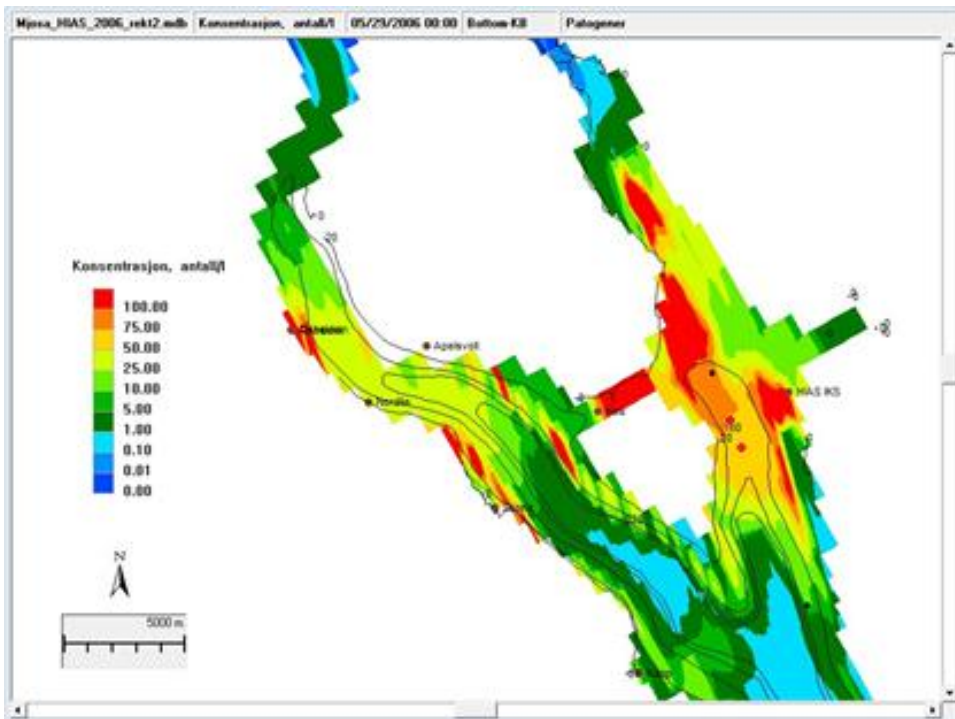 Mjosa_HIAS_2006_rekt2.mdb Konsentrasjon, antall/l 05/29/2006 00:00 Bottom-K8 Patogener
Konsentrasjon, antall/l
100.00
75.00
50.00
25.00
10.00
5.00
1.00
0.10
0.01
0.00
Apelsvoll
HIAS IKS
N
5000 m